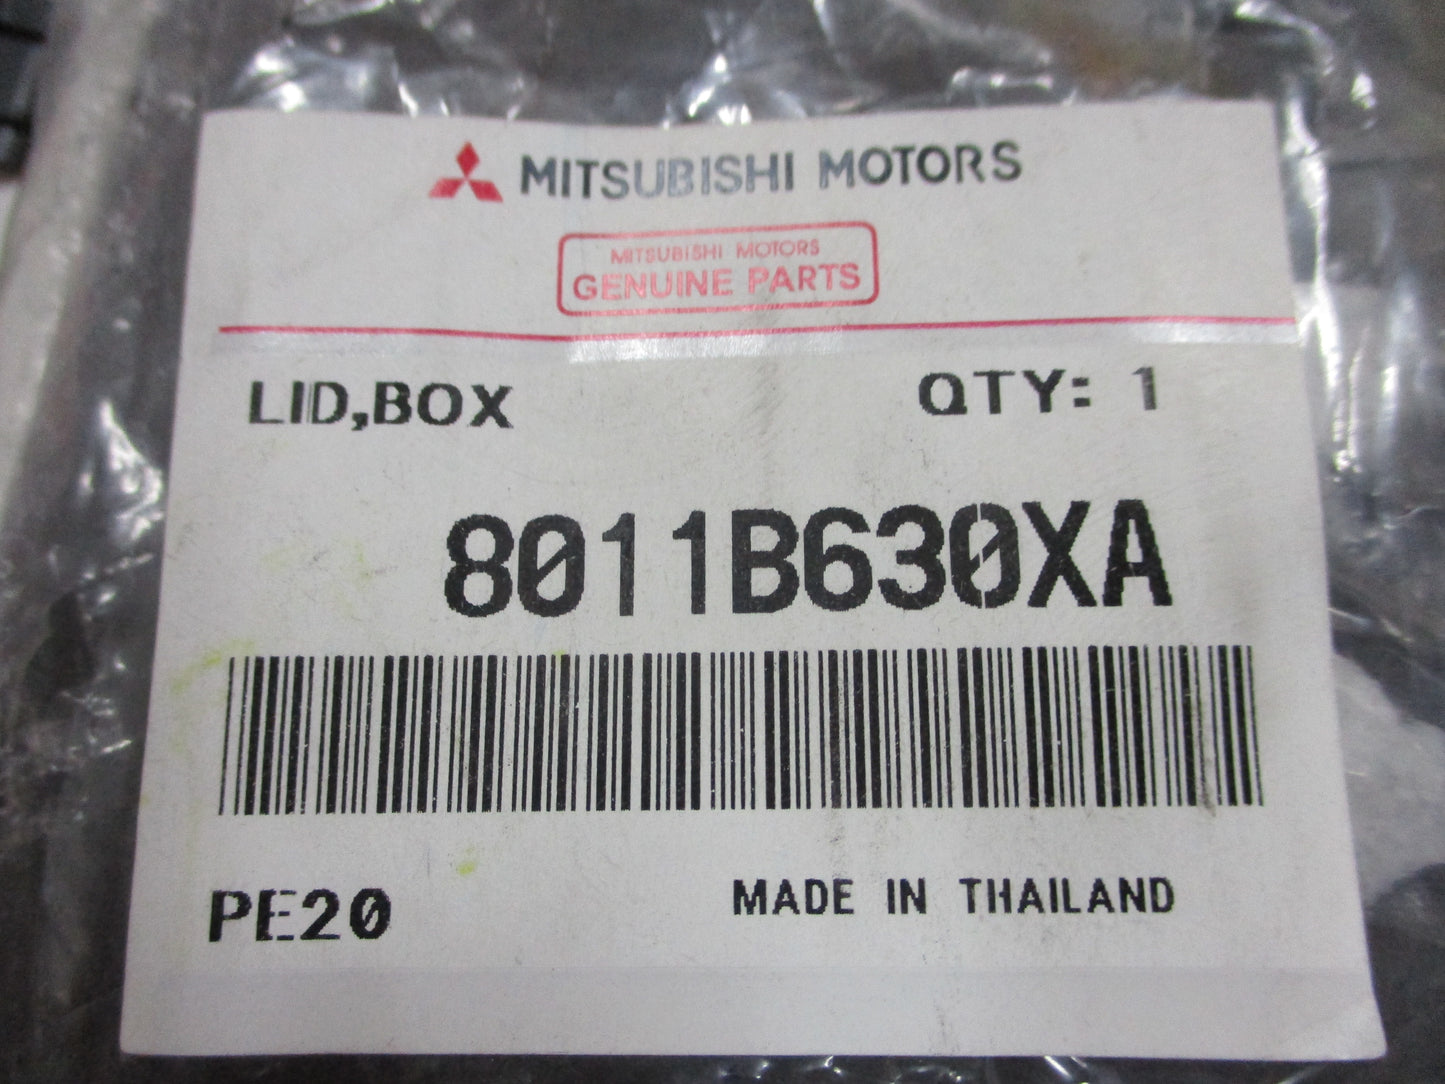 MITSUBISHI MOTORS
MITSUBISHI MOTORS
GENUINE PARTS
LID,BOX QTY: 1
8011B630XA
PE20 MADE IN THAILAND